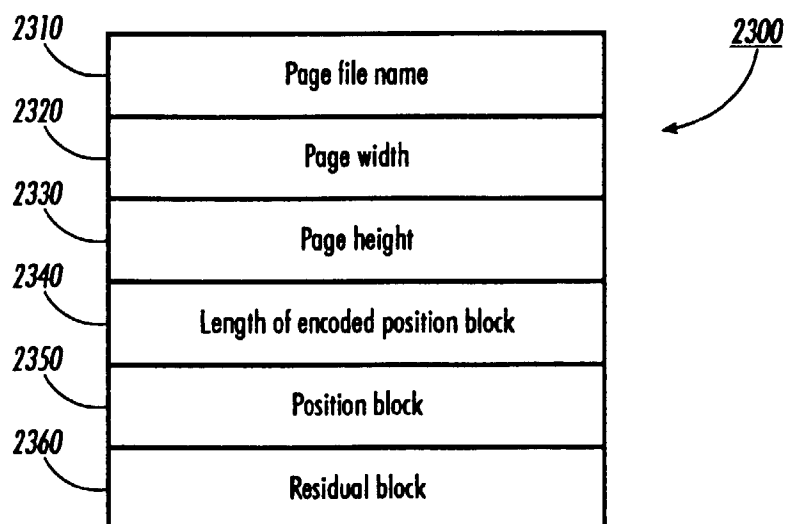 2310
2300
Page file name
2320
Page width
2330
Page height
2340
Length of encoded position block
2350
Position block
2360
Residual block